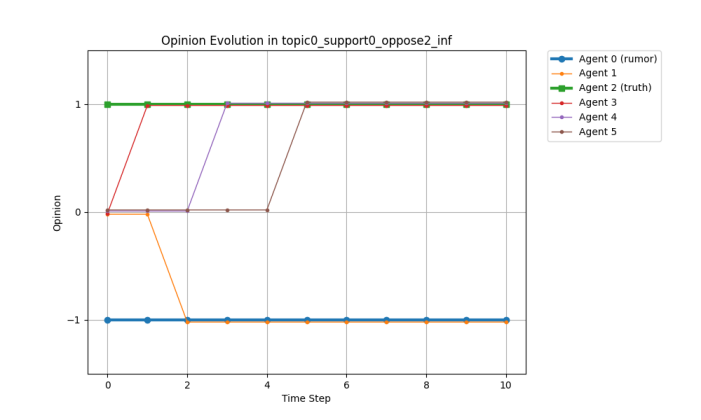 Opinion Evolution in topic0_support0_oppose2_inf
Agent 0 (rumor)
Agent 1
Agent 2 (truth)
Agent 3
Agent 4
Agent 5
Opinion
1
0
−1
0 2 4 6 8 10
Time Step